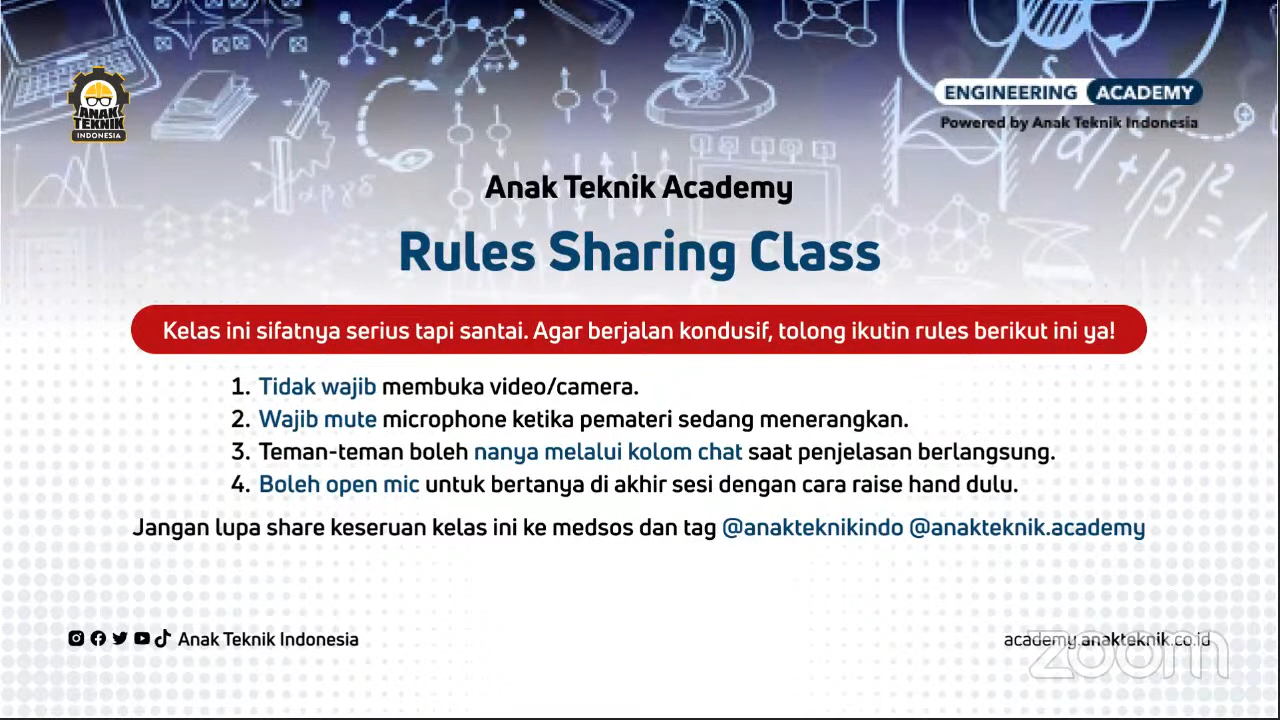 ANAK
TEKNIK
INDONESIA
ENGINEERING ACADEMY
Powered by Anak Teknik Indonesia
Anak Teknik Academy
Rules Sharing Class
Kelas ini sifatnya serius tapi santai. Agar berjalan kondusif, tolong ikutin rules berikut ini ya!
1. Tidak wajib membuka video/camera.
2. Wajib mute microphone ketika pemateri sedang menerangkan.
3. Teman-teman boleh nanya melalui kolom chat saat penjelasan berlangsung.
4. Boleh open mic untuk bertanya di akhir sesi dengan cara raise hand dulu.
Jangan lupa share keseruan kelas ini ke medsos dan tag @anakteknikindo @anakteknik.academy
Anak Teknik Indonesia
academy.anakteknik.co.id
zoom